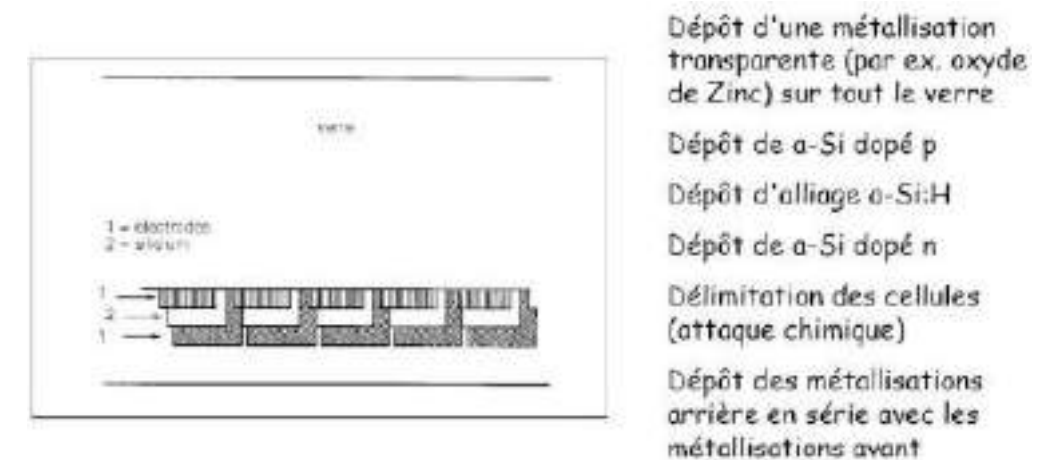 verre
1 = électrodes
2 = silicium
1
2
1
Dépôt d'une métallisation
transparente (par ex. oxyde
de Zinc) sur tout le verre
Dépôt de a-Si dopé p
Dépôt d'alliage a-Si:H
Dépôt de a-Si dopé n
Délimitation des cellules
(attaque chimique)
Dépôt des métallisations
arrière en série avec les
métallisations avant